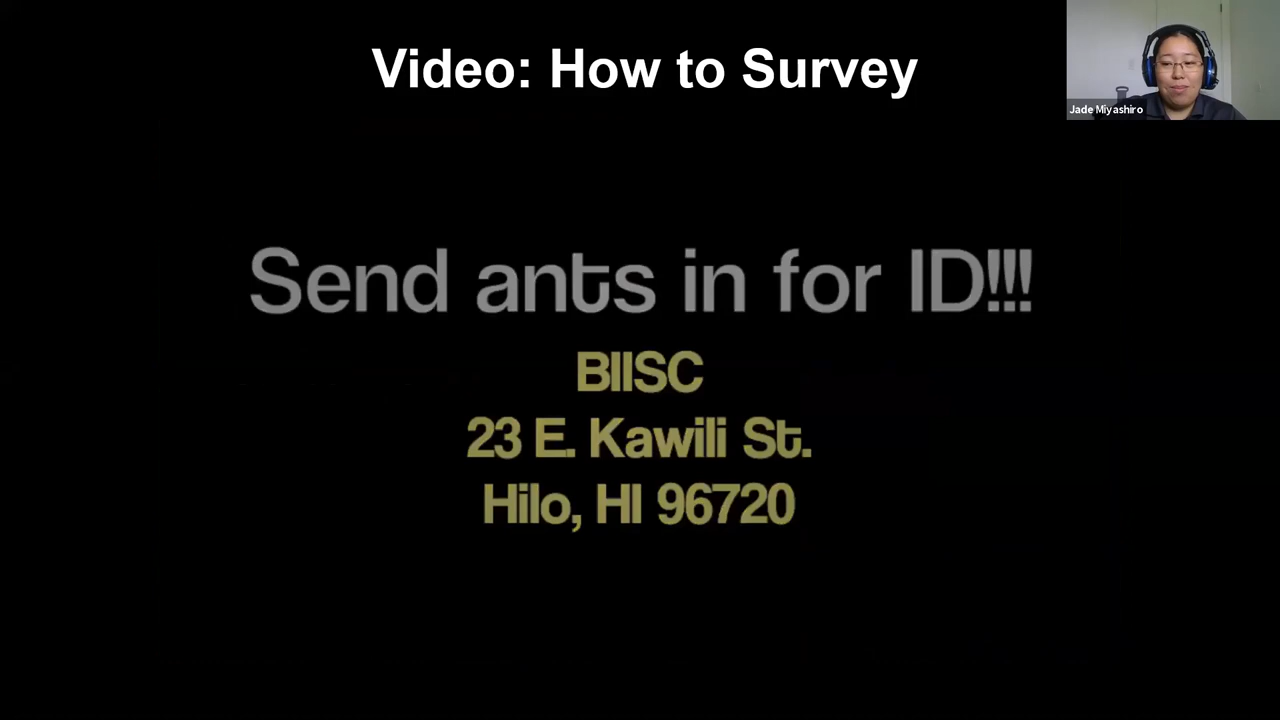 Video: How to Survey
Jade Miyashiro
Send ants in for ID!!!
BIISC
23 E. Kawili St.
Hilo, HI 96720